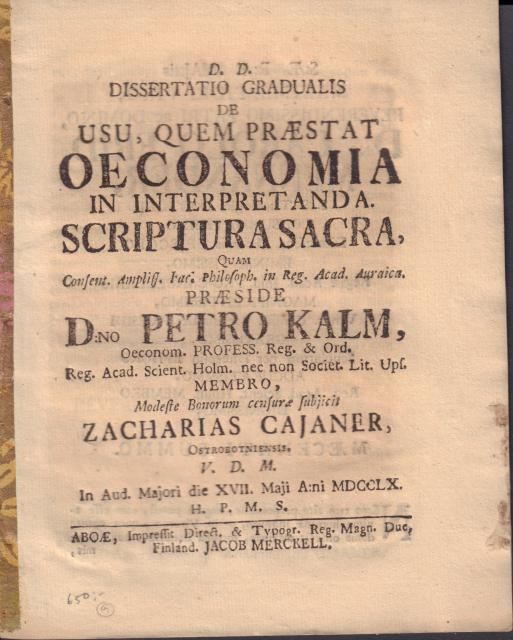 D. D.
DISSERTATIO GRADUALIS
DE
USU, QUEM PRÆSTAT
OECONOMIA
IN INTERPRETANDA.
SCRIPTURA SACRA,
QUAM
Consent. Ampliss. Fac. Philosoph. in Reg. Acad. Auraica.
PRÆSIDE
D:NO PETRO KALM,
Oeconom. PROFESS. Reg. & Ord.
Reg. Acad. Scient. Holm. nec non Societ. Lit. Ups.
MEMBRO,
Modeste Bonorum censuræ subjicit
ZACHARIAS CAJANER,
OSTROBOTNIENSIS.
V. D. M.
In Aud. Majori die XVII. Maji A:ni MDCCLX.
H. P. M. S.
ABOÆ, Impressit Direct. & Typogr. Reg. Magn. Duc,
Finland. JACOB MERCKELL.
650:-